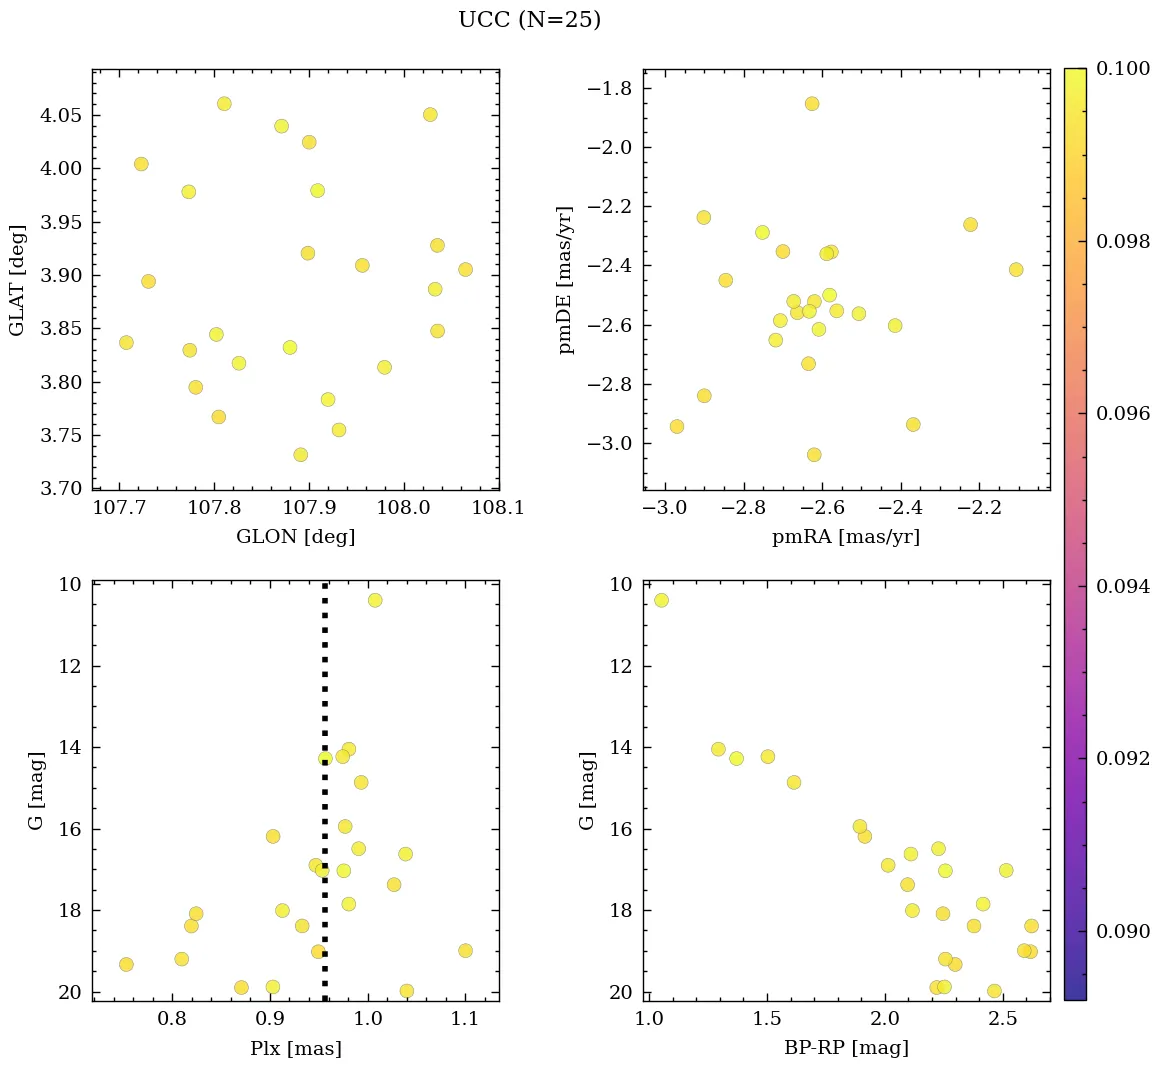 UCC (N=25)
4.05
4.00
3.95
3.90
3.85
3.80
3.75
3.70
GLAT [deg]
107.7 107.8 107.9 108.0 108.1
GLON [deg]
−1.8
−2.0
−2.2
−2.4
−2.6
−2.8
−3.0
pmDE [mas/yr]
−3.0 −2.8 −2.6 −2.4 −2.2
pmRA [mas/yr]
0.100
0.098
0.096
0.094
0.092
0.090
10
12
14
16
18
20
G [mag]
0.8 0.9 1.0 1.1
Plx [mas]
10
12
14
16
18
20
G [mag]
1.0 1.5 2.0 2.5
BP-RP [mag]